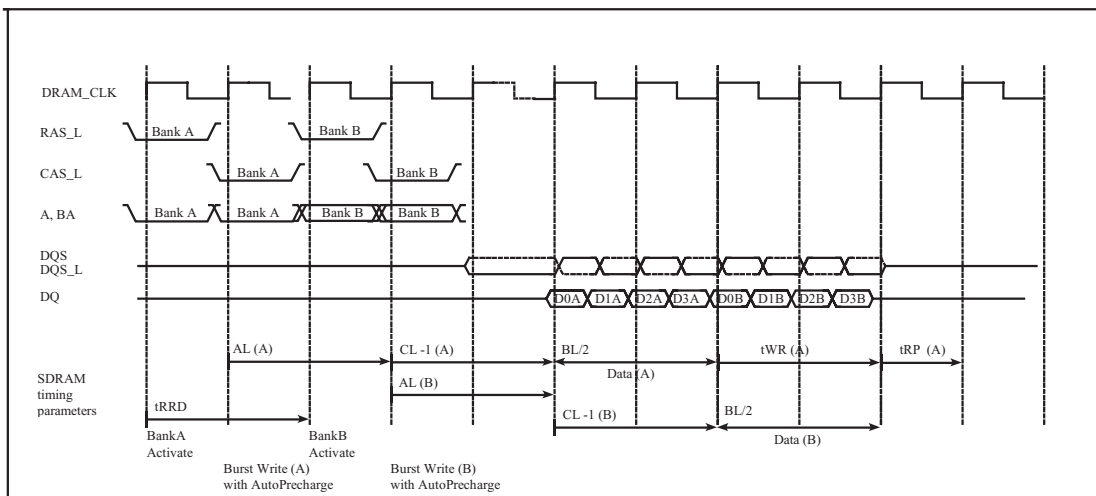 DRAM_CLK
RAS_L
Bank A
Bank B
CAS_L
Bank A
Bank B
A, BA
Bank A
Bank A
Bank B
Bank B
DQS
DQS_L
DQ
D0A
D1A
D2A
D3A
D0B
D1B
D2B
D3B
AL (A)
CL -1 (A)
BL/2
Data (A)
tWR (A)
tRP (A)
SDRAM
timing
parameters
AL (B)
tRRD
CL -1 (B)
BL/2
Data (B)
BankA
Activate
BankB
Activate
Burst Write (A)
with AutoPrecharge
Burst Write (B)
with AutoPrecharge